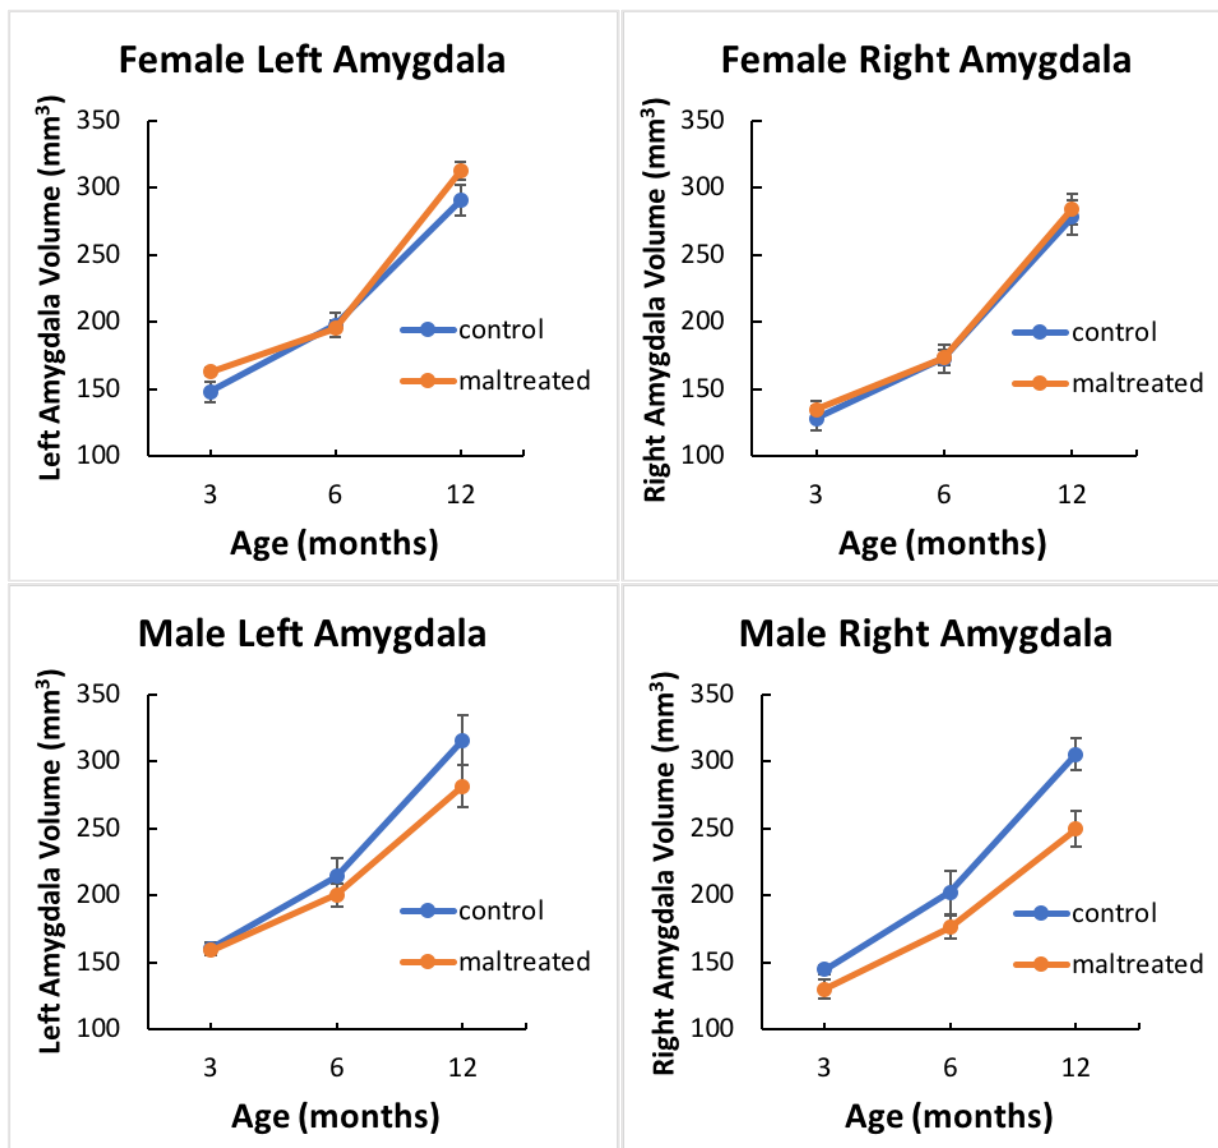 Female Left Amygdala
Left Amygdala Volume (mm³)
350
300
250
200
150
100
control
maltreated
3 6 12
Age (months)
Female Right Amygdala
Right Amygdala Volume (mm³)
350
300
250
200
150
100
control
maltreated
3 6 12
Age (months)
Male Left Amygdala
Left Amygdala Volume (mm³)
350
300
250
200
150
100
control
maltreated
3 6 12
Age (months)
Male Right Amygdala
Right Amygdala Volume (mm³)
350
300
250
200
150
100
control
maltreated
3 6 12
Age (months)